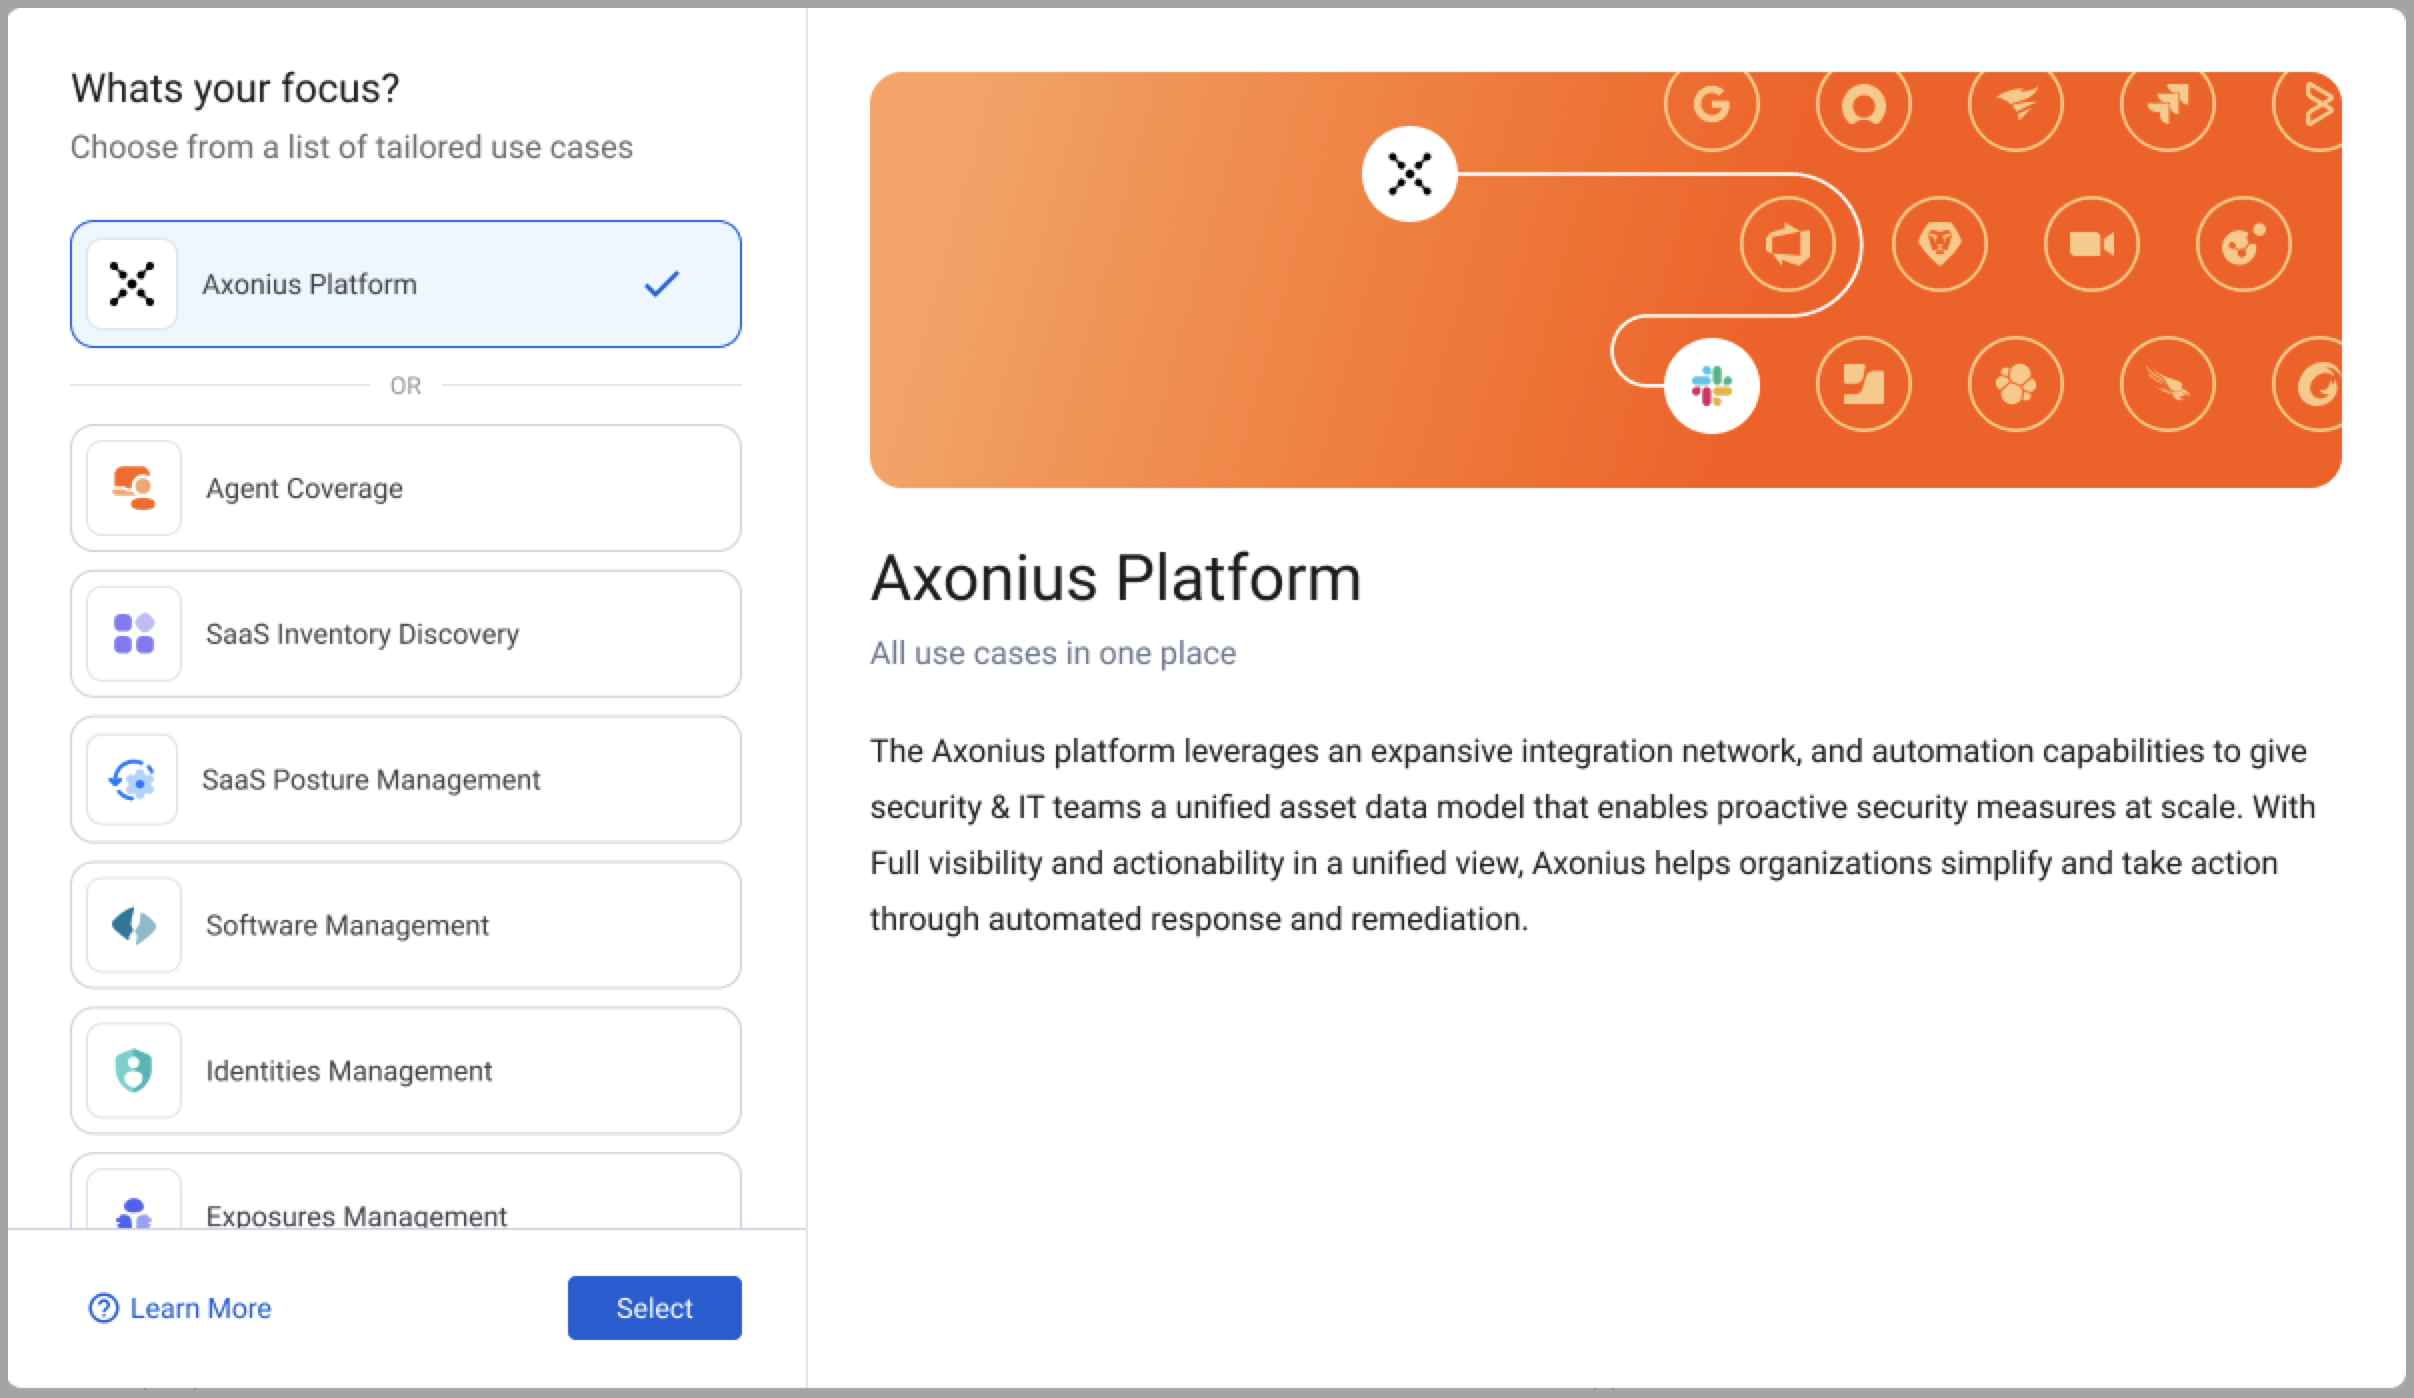 Whats your focus?
Choose from a list of tailored use cases
Axonius Platform
OR
Agent Coverage
SaaS Inventory Discovery
SaaS Posture Management
Software Management
Identities Management
Exposures Management
Learn More
Select
Axonius Platform
All use cases in one place
The Axonius platform leverages an expansive integration network, and automation capabilities to give
security & IT teams a unified asset data model that enables proactive security measures at scale. With
Full visibility and actionability in a unified view, Axonius helps organizations simplify and take action
through automated response and remediation.